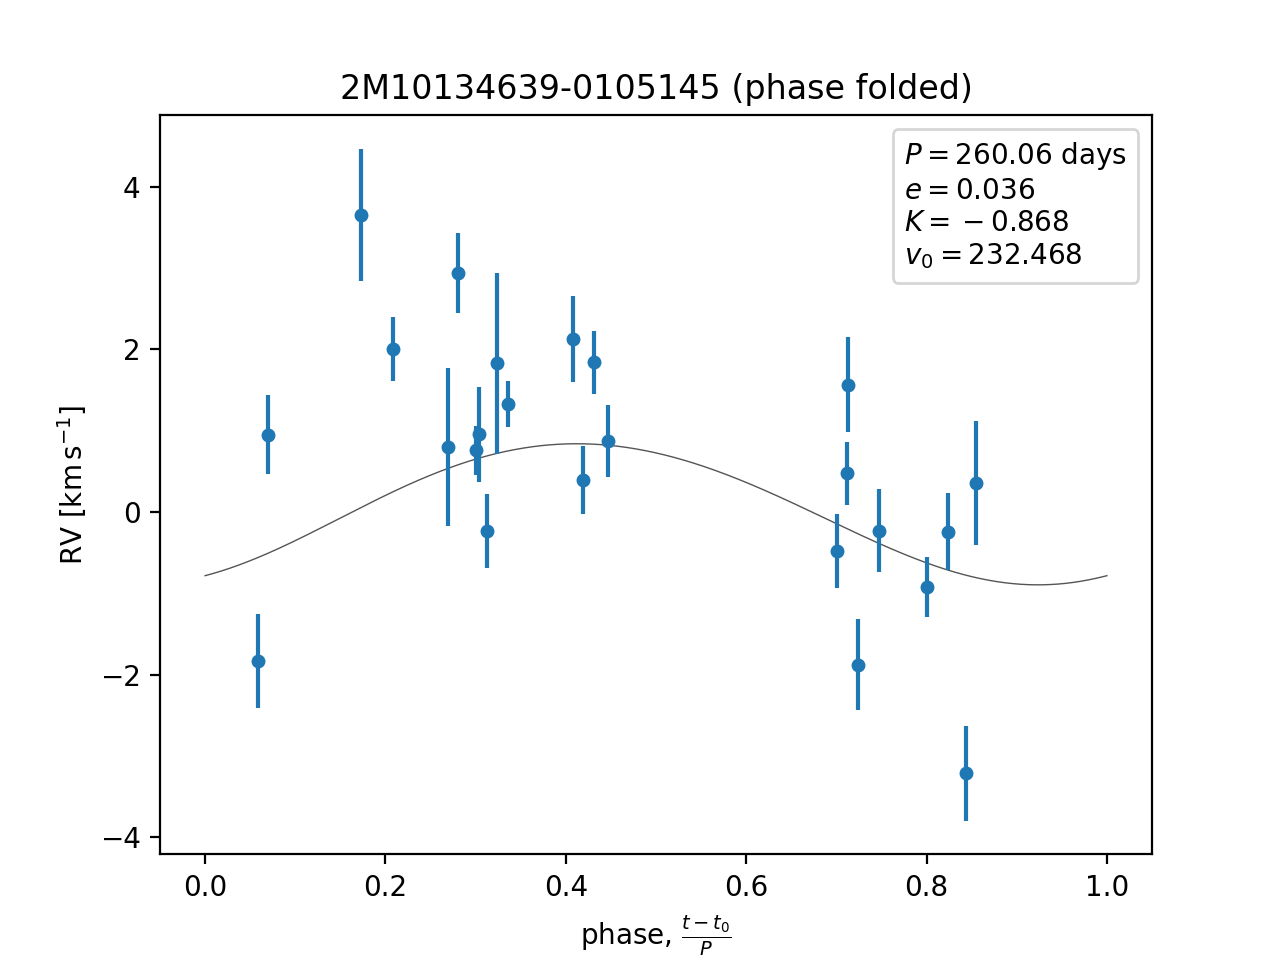 2M10134639-0105145 (phase folded)
P = 260.06 days
e = 0.036
K = −0.868
v₀ = 232.468
RV [km s⁻¹]
4
2
0
−2
−4
0.0 0.2 0.4 0.6 0.8 1.0
phase, (t − t₀)/P